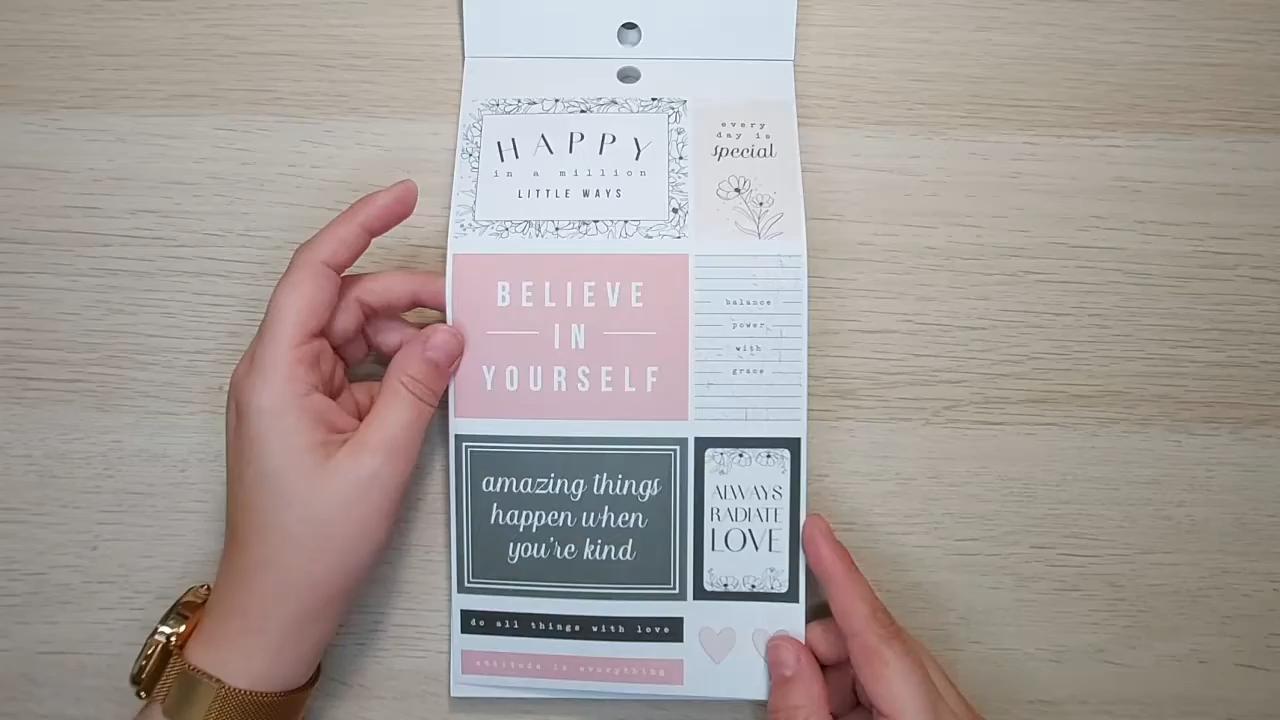 HAPPY
in a million
LITTLE WAYS
every
day is
special
BELIEVE
IN
YOURSELF
balance
power
with
grace
amazing things
happen when
you're kind
ALWAYS
RADIATE
LOVE
do all things with love
attitude is everything